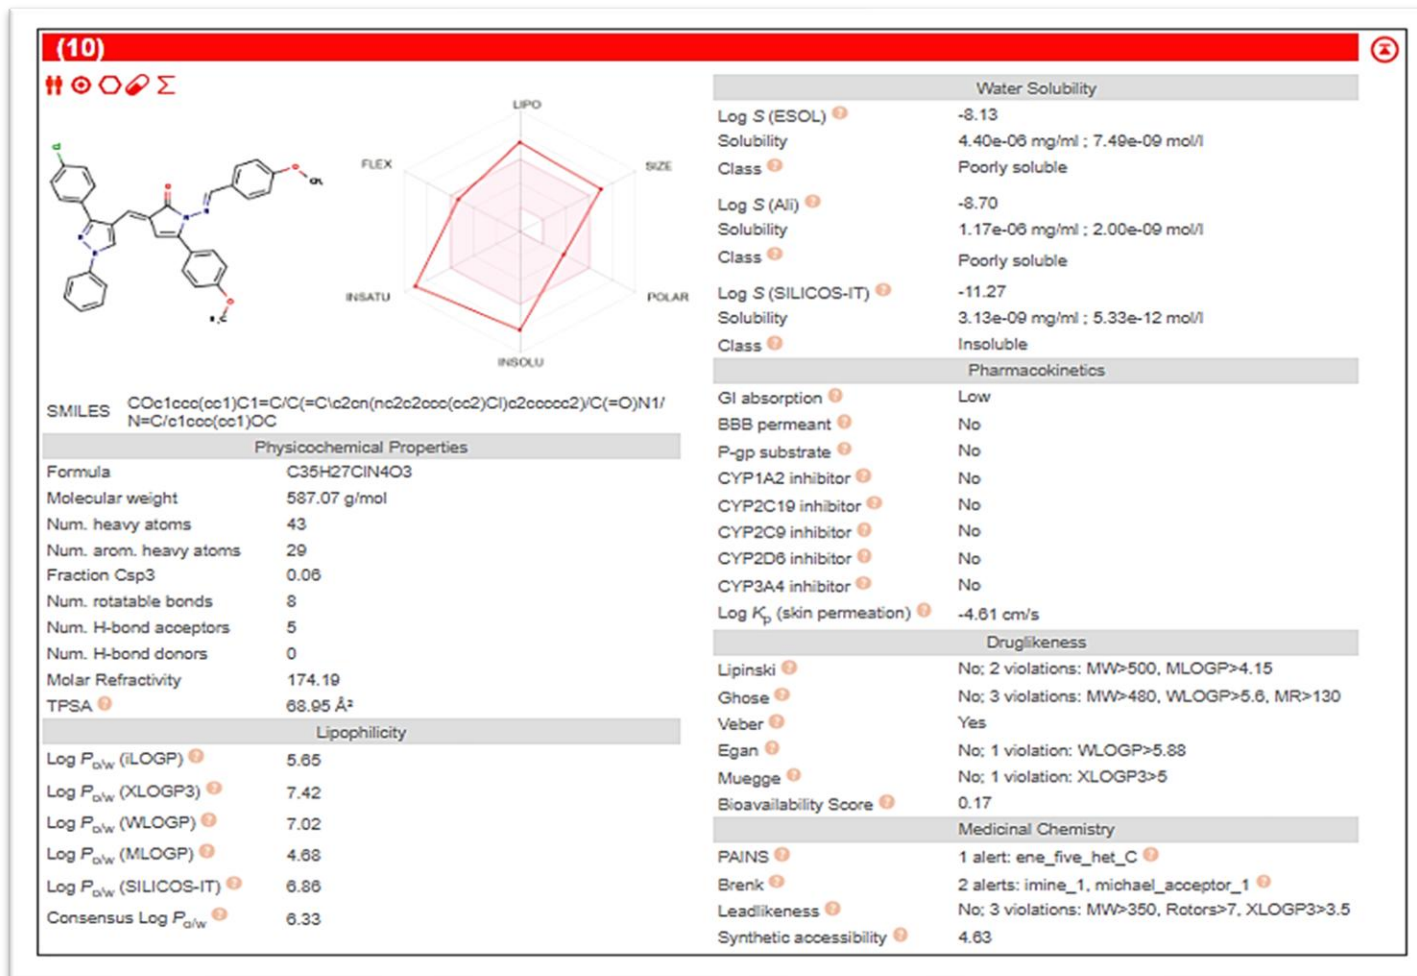 (10)
LIPO
FLEX
SIZE
INSATU
POLAR
INSOLU
Cl
O
O
CH₃
N
N
N
N
O
H₃C
SMILES COc1ccc(cc1)C1=C/C(=C\c2cn(nc2c2ccc(cc2)Cl)c2ccccc2)/C(=O)N1/
N=C/c1ccc(cc1)OC
Physicochemical Properties
Formula C35H27ClN4O3
Molecular weight 587.07 g/mol
Num. heavy atoms 43
Num. arom. heavy atoms 29
Fraction Csp3 0.06
Num. rotatable bonds 8
Num. H-bond acceptors 5
Num. H-bond donors 0
Molar Refractivity 174.19
TPSA ? 68.95 Å²
Lipophilicity
Log Po/w (iLOGP) ? 5.65
Log Po/w (XLOGP3) ? 7.42
Log Po/w (WLOGP) ? 7.02
Log Po/w (MLOGP) ? 4.68
Log Po/w (SILICOS-IT) ? 6.86
Consensus Log Po/w ? 6.33
Water Solubility
Log S (ESOL) ? -8.13
Solubility 4.40e-06 mg/ml ; 7.49e-09 mol/l
Class ? Poorly soluble
Log S (Ali) ? -8.70
Solubility 1.17e-06 mg/ml ; 2.00e-09 mol/l
Class ? Poorly soluble
Log S (SILICOS-IT) ? -11.27
Solubility 3.13e-09 mg/ml ; 5.33e-12 mol/l
Class ? Insoluble
Pharmacokinetics
GI absorption ? Low
BBB permeant ? No
P-gp substrate ? No
CYP1A2 inhibitor ? No
CYP2C19 inhibitor ? No
CYP2C9 inhibitor ? No
CYP2D6 inhibitor ? No
CYP3A4 inhibitor ? No
Log Kp (skin permeation) ? -4.61 cm/s
Druglikeness
Lipinski ? No; 2 violations: MW>500, MLOGP>4.15
Ghose ? No; 3 violations: MW>480, WLOGP>5.6, MR>130
Veber ? Yes
Egan ? No; 1 violation: WLOGP>5.88
Muegge ? No; 1 violation: XLOGP3>5
Bioavailability Score ? 0.17
Medicinal Chemistry
PAINS ? 1 alert: ene_five_het_C ?
Brenk ? 2 alerts: imine_1, michael_acceptor_1 ?
Leadlikeness ? No; 3 violations: MW>350, Rotors>7, XLOGP3>3.5
Synthetic accessibility ? 4.63